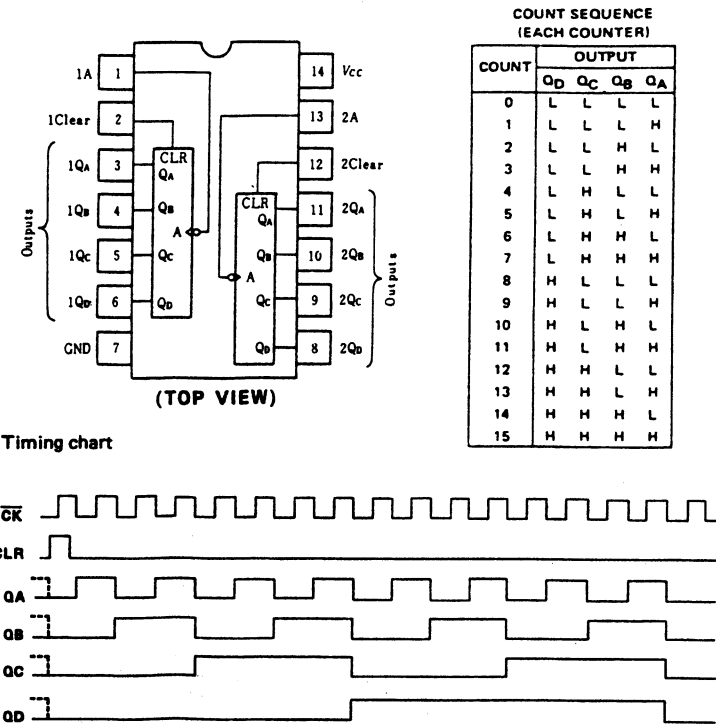 1A 1 14 Vcc
1Clear 2 13 2A
1QA 3 CLR QA 12 2Clear
1QB 4 QB CLR QA 11 2QA
A
1QC 5 QC QB 10 2QB
A
1QD 6 QD QC 9 2QC
GND 7 QD 8 2QD
Outputs
Outputs
(TOP VIEW)
COUNT SEQUENCE
(EACH COUNTER)
COUNT OUTPUT
QD QC QB QA
0 L L L L
1 L L L H
2 L L H L
3 L L H H
4 L H L L
5 L H L H
6 L H H L
7 L H H H
8 H L L L
9 H L L H
10 H L H L
11 H L H H
12 H H L L
13 H H L H
14 H H H L
15 H H H H
Timing chart
CK
CLR
QA
QB
QC
QD